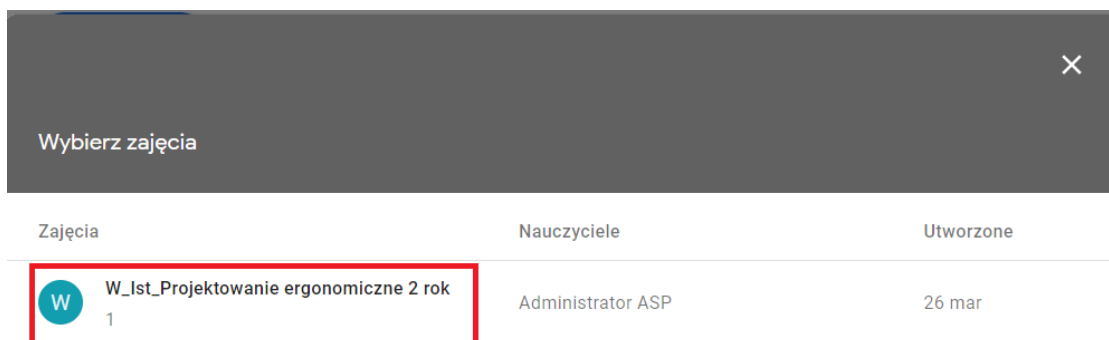 Wybierz zajęcia
Zajęcia Nauczyciele Utworzone
W W_Ist_Projektowanie ergonomiczne 2 rok Administrator ASP 26 mar
1